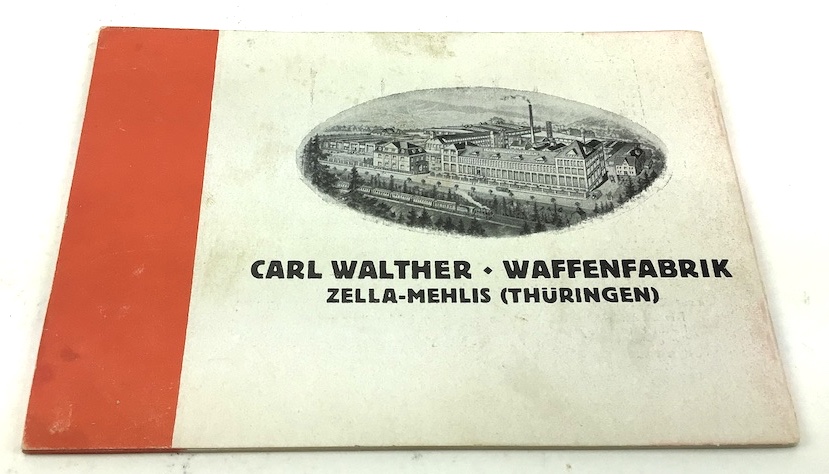 CARL WALTHER • WAFFENFABRIK
ZELLA-MEHLIS (THÜRINGEN)